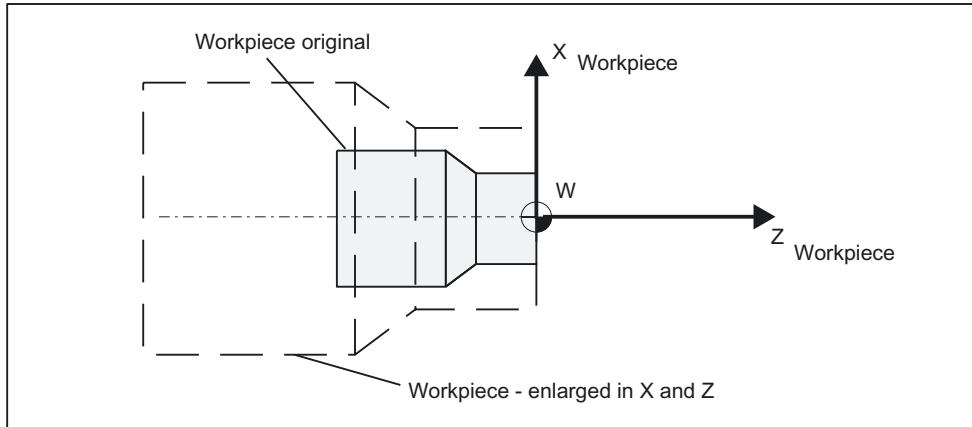 Workpiece original
X Workpiece
W
Z Workpiece
Workpiece - enlarged in X and Z